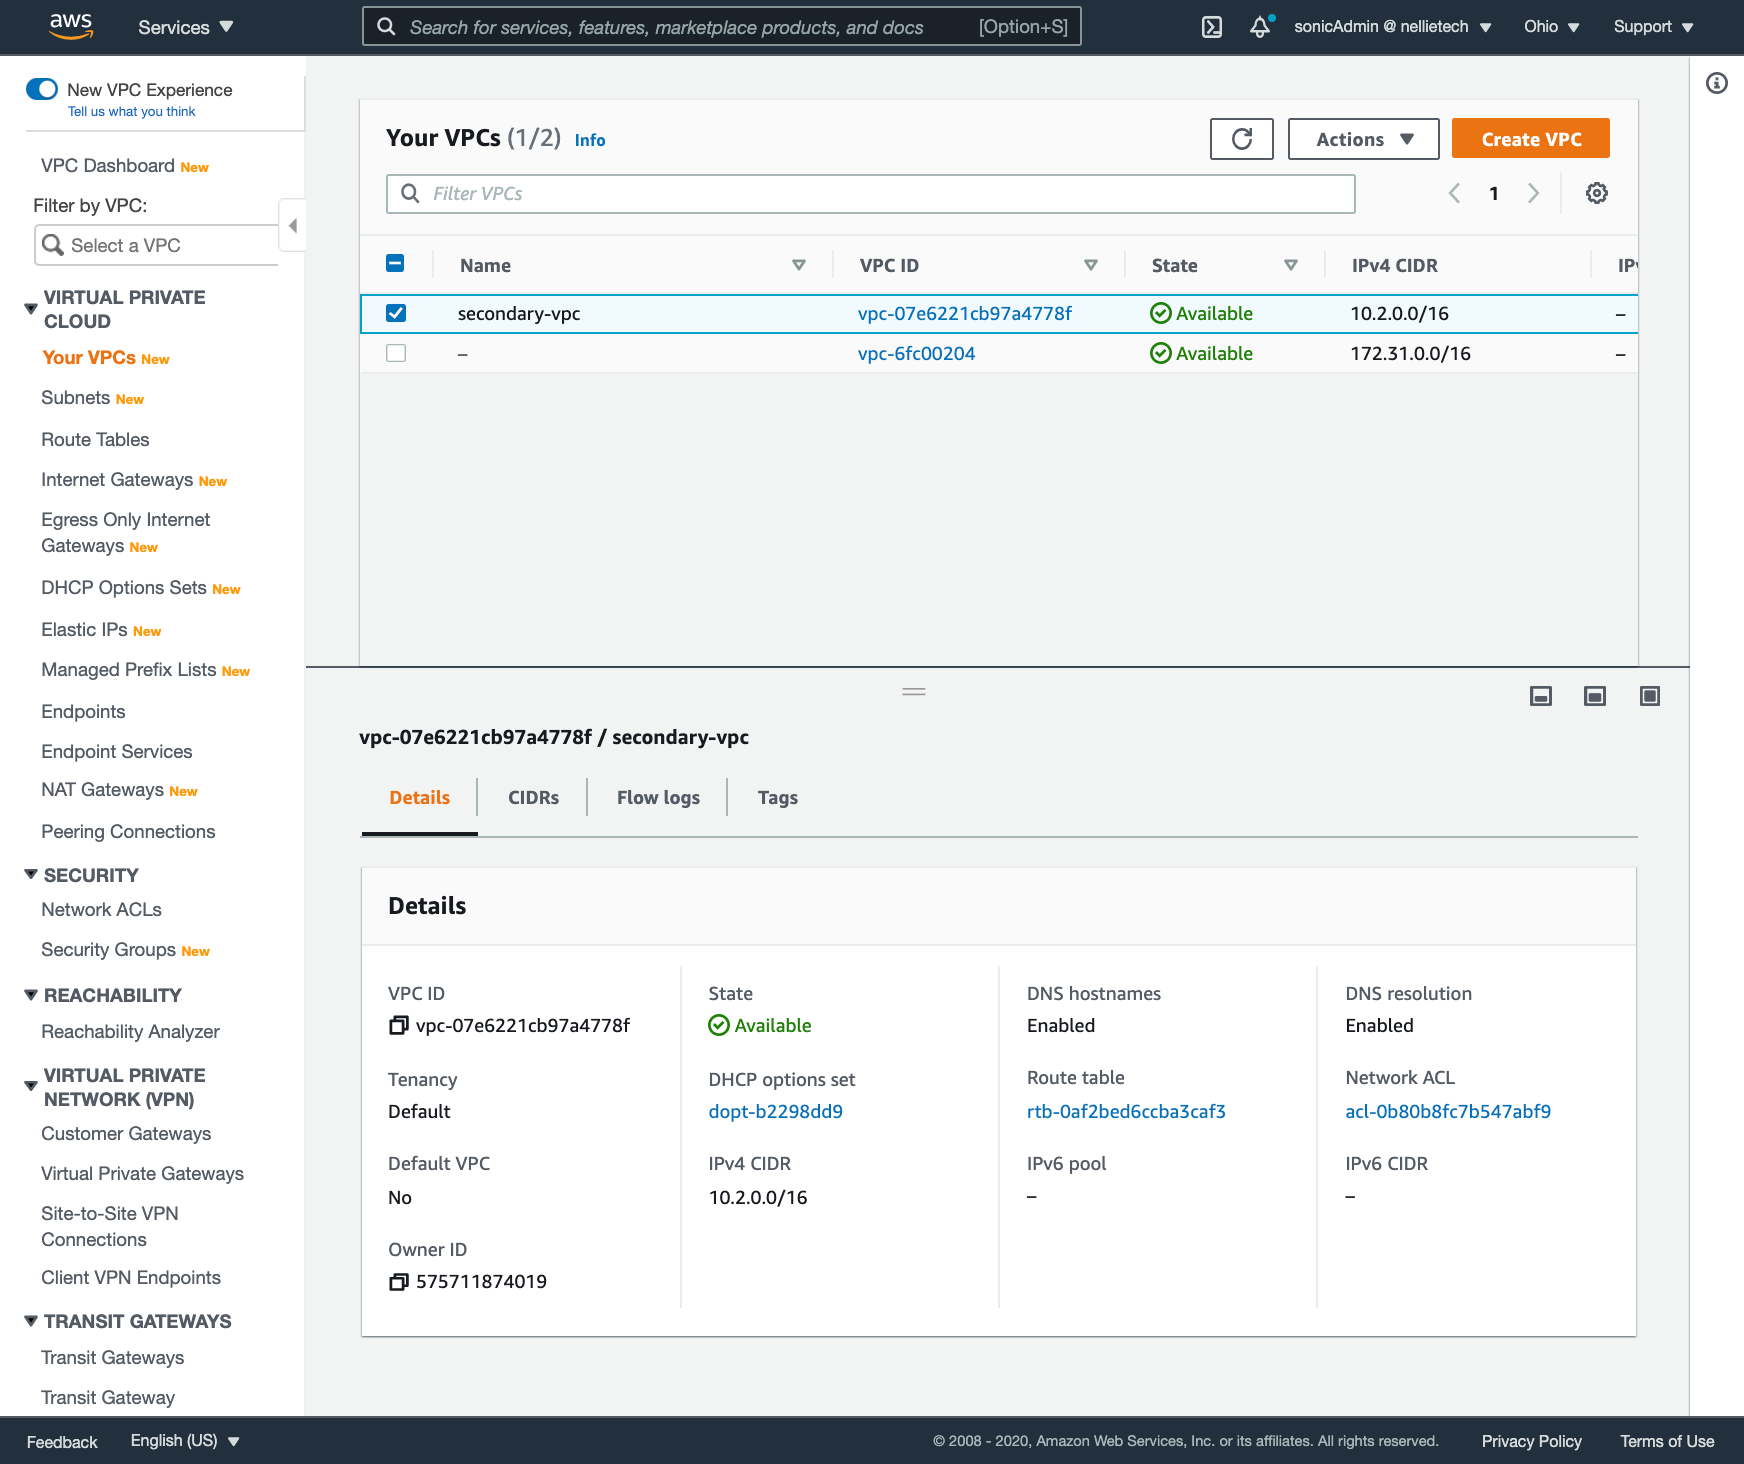 aws
Services
Search for services, features, marketplace products, and docs [Option+S]
sonicAdmin @ nellietech
Ohio
Support
New VPC Experience
Tell us what you think
VPC Dashboard New
Filter by VPC:
Select a VPC
VIRTUAL PRIVATE
CLOUD
Your VPCs New
Subnets New
Route Tables
Internet Gateways New
Egress Only Internet
Gateways New
DHCP Options Sets New
Elastic IPs New
Managed Prefix Lists New
Endpoints
Endpoint Services
NAT Gateways New
Peering Connections
SECURITY
Network ACLs
Security Groups New
REACHABILITY
Reachability Analyzer
VIRTUAL PRIVATE
NETWORK (VPN)
Customer Gateways
Virtual Private Gateways
Site-to-Site VPN
Connections
Client VPN Endpoints
TRANSIT GATEWAYS
Transit Gateways
Transit Gateway
Your VPCs (1/2) Info
Actions
Create VPC
Filter VPCs
1
Name VPC ID State IPv4 CIDR IPv
secondary-vpc vpc-07e6221cb97a4778f Available 10.2.0.0/16 –
– vpc-6fc00204 Available 172.31.0.0/16 –
vpc-07e6221cb97a4778f / secondary-vpc
Details CIDRs Flow logs Tags
Details
VPC ID
vpc-07e6221cb97a4778f
State
Available
DNS hostnames
Enabled
DNS resolution
Enabled
Tenancy
Default
DHCP options set
dopt-b2298dd9
Route table
rtb-0af2bed6ccba3caf3
Network ACL
acl-0b80b8fc7b547abf9
Default VPC
No
IPv4 CIDR
10.2.0.0/16
IPv6 pool
–
IPv6 CIDR
–
Owner ID
575711874019
Feedback
English (US)
© 2008 - 2020, Amazon Web Services, Inc. or its affiliates. All rights reserved.
Privacy Policy
Terms of Use